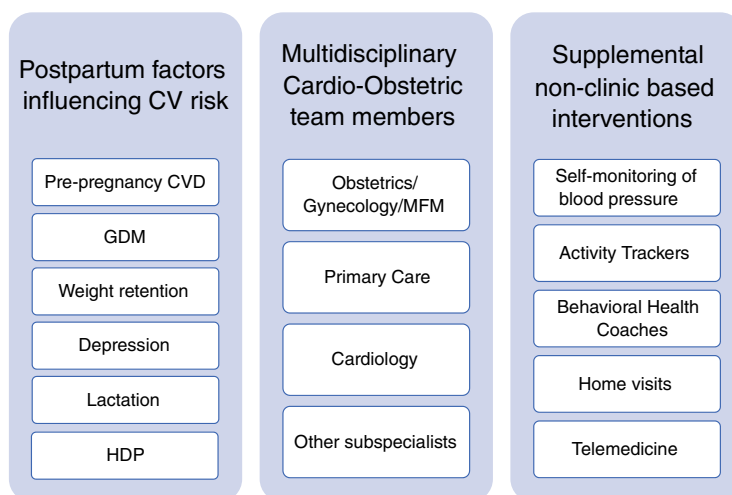 Postpartum factors
influencing CV risk
Pre-pregnancy CVD
GDM
Weight retention
Depression
Lactation
HDP
Multidisciplinary
Cardio-Obstetric
team members
Obstetrics/
Gynecology/MFM
Primary Care
Cardiology
Other subspecialists
Supplemental
non-clinic based
interventions
Self-monitoring of
blood pressure
Activity Trackers
Behavioral Health
Coaches
Home visits
Telemedicine